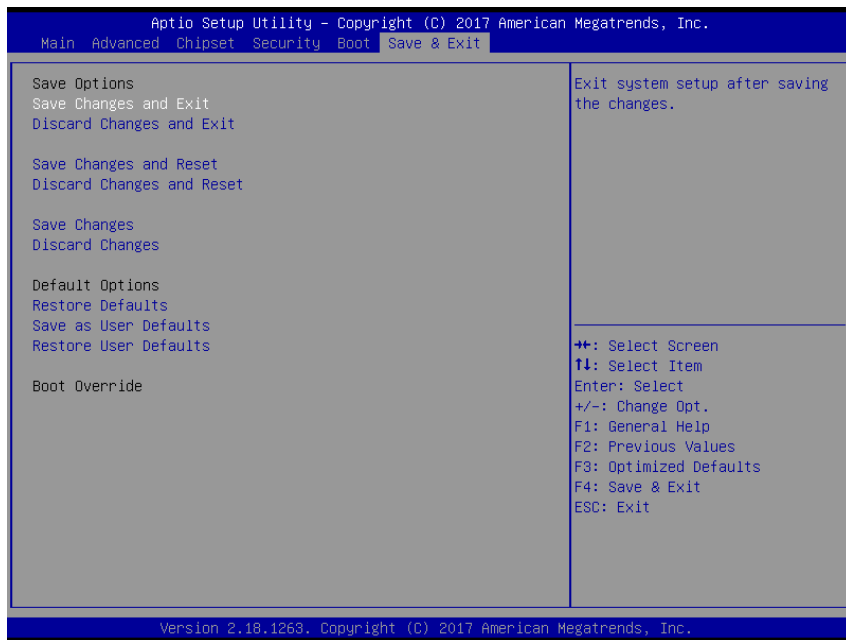 Aptio Setup Utility – Copyright (C) 2017 American Megatrends, Inc.
Main Advanced Chipset Security Boot Save & Exit
Save Options
Save Changes and Exit
Discard Changes and Exit
Save Changes and Reset
Discard Changes and Reset
Save Changes
Discard Changes
Default Options
Restore Defaults
Save as User Defaults
Restore User Defaults
Boot Override
Exit system setup after saving
the changes.
→←: Select Screen
↑↓: Select Item
Enter: Select
+/-: Change Opt.
F1: General Help
F2: Previous Values
F3: Optimized Defaults
F4: Save & Exit
ESC: Exit
Version 2.18.1263. Copyright (C) 2017 American Megatrends, Inc.